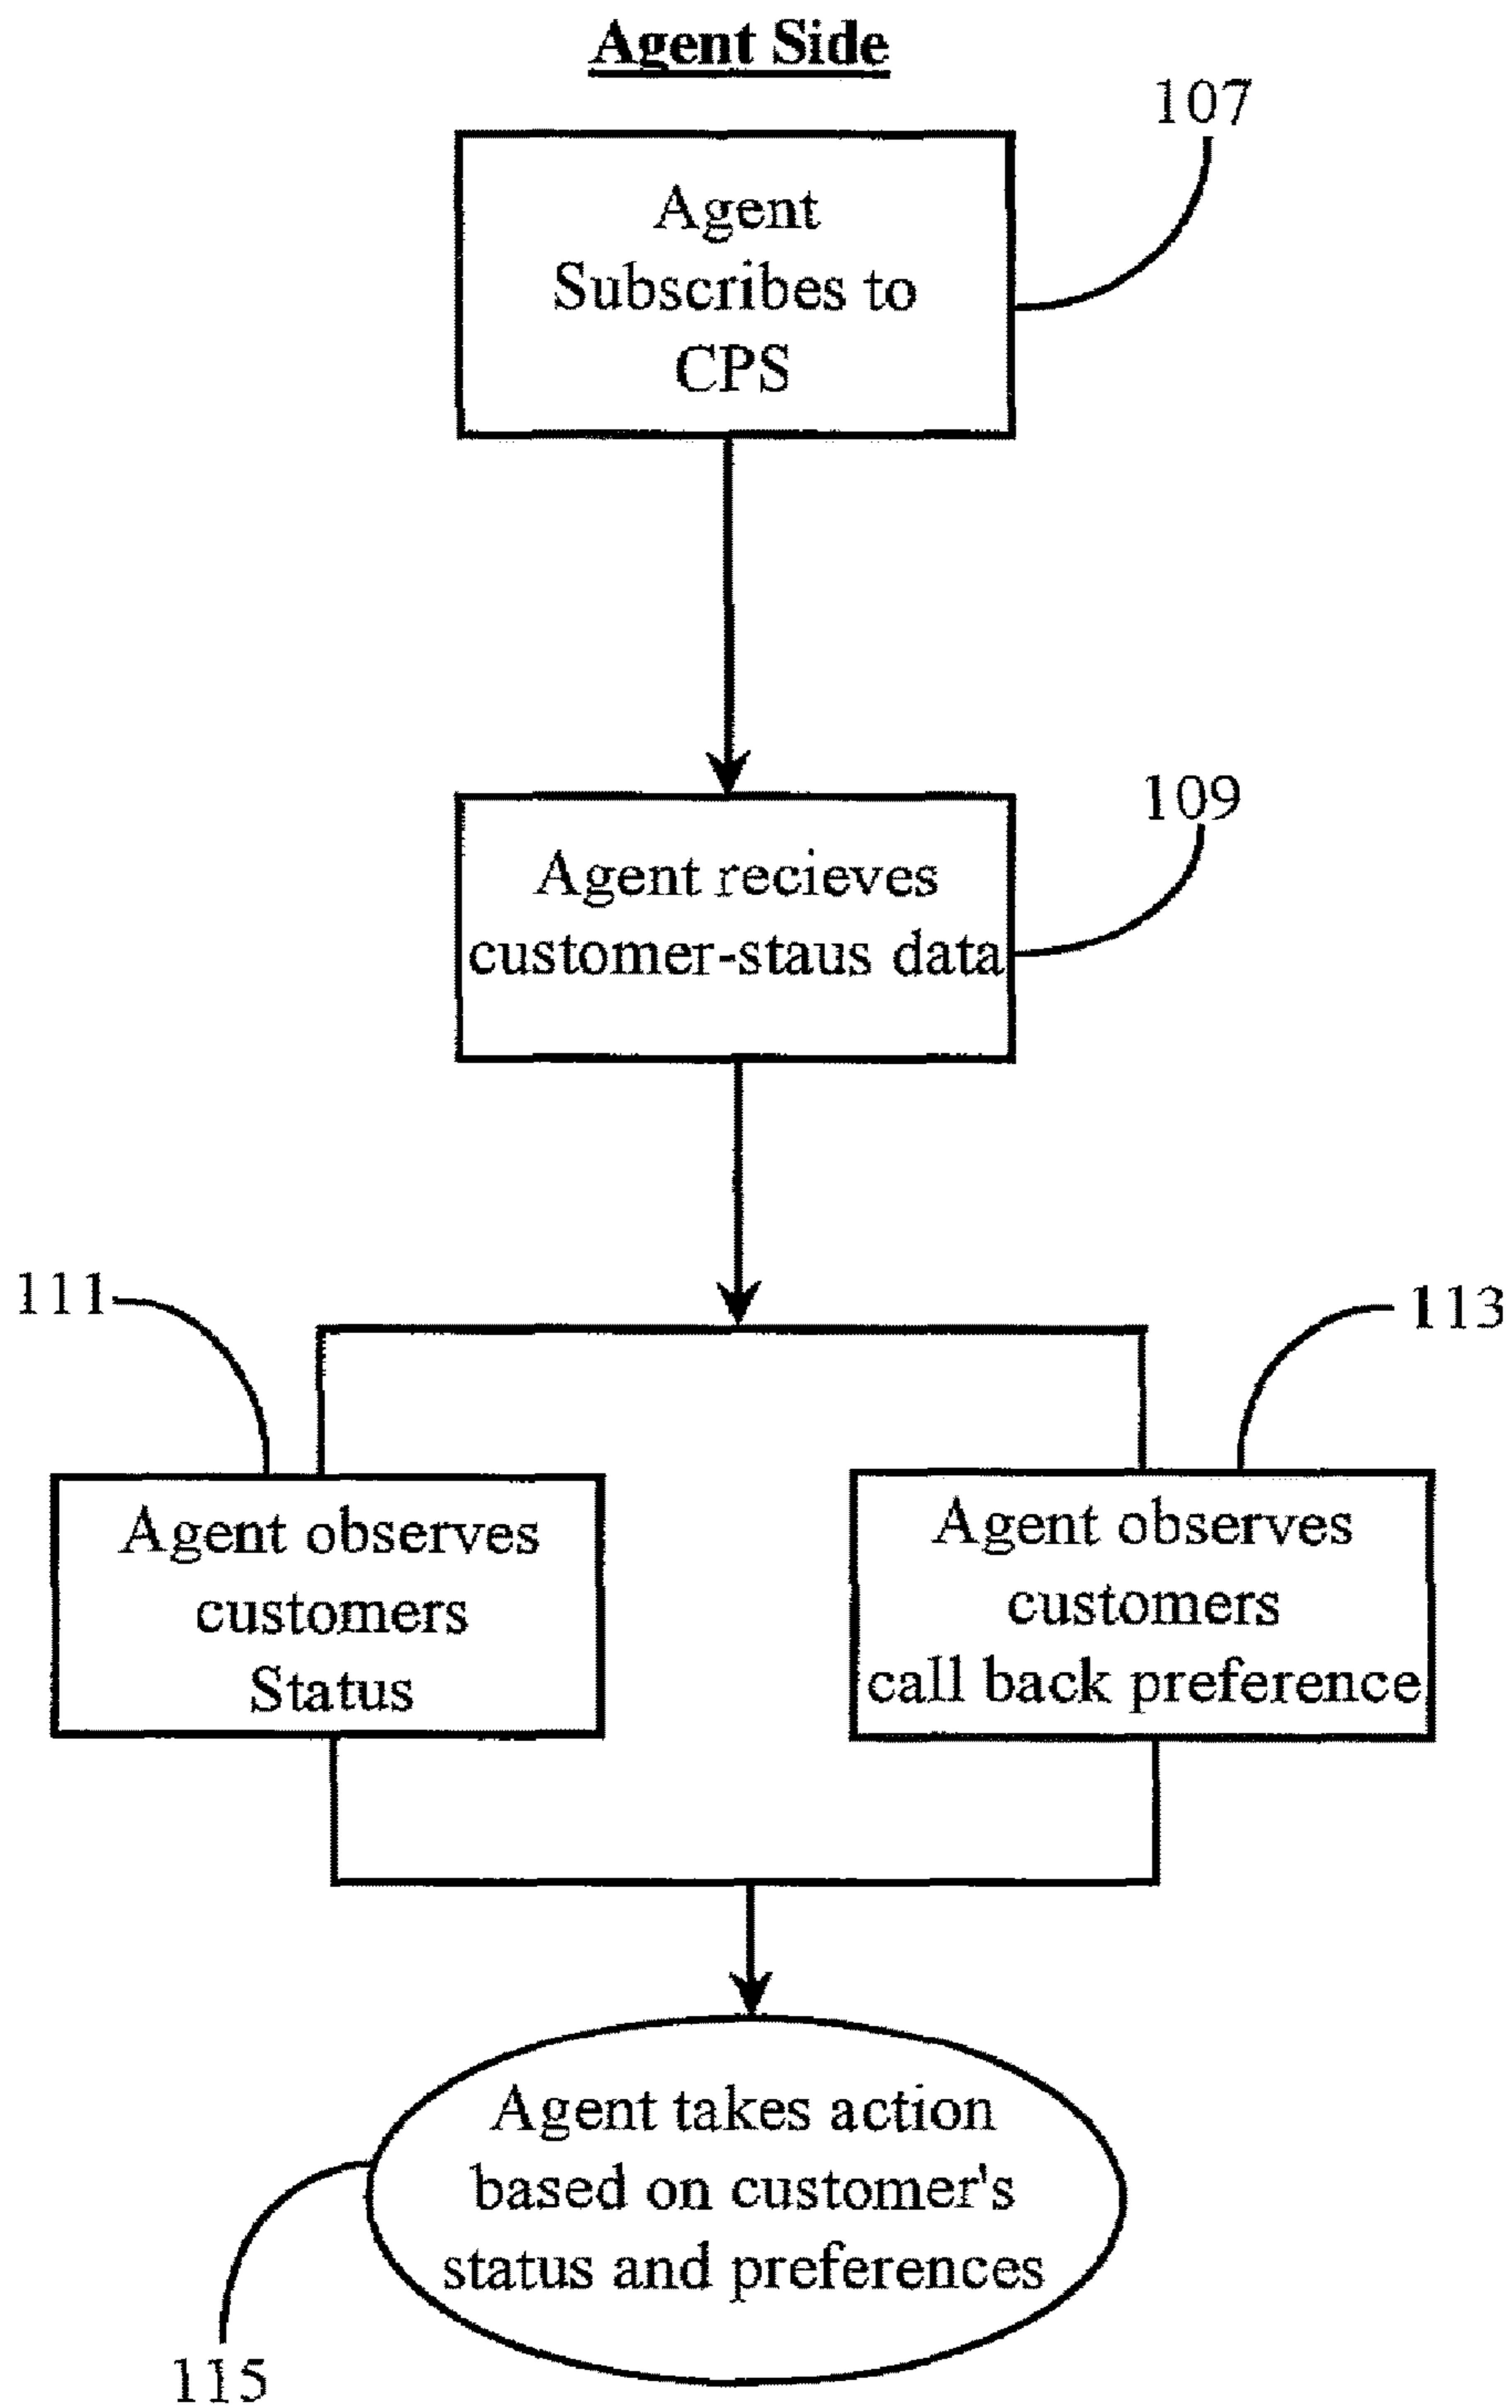 Agent Side
107
Agent
Subscribes to
CPS
109
Agent recieves
customer-staus data
111
113
Agent observes
customers
Status
Agent observes
customers
call back preference
Agent takes action
based on customer's
status and preferences
115